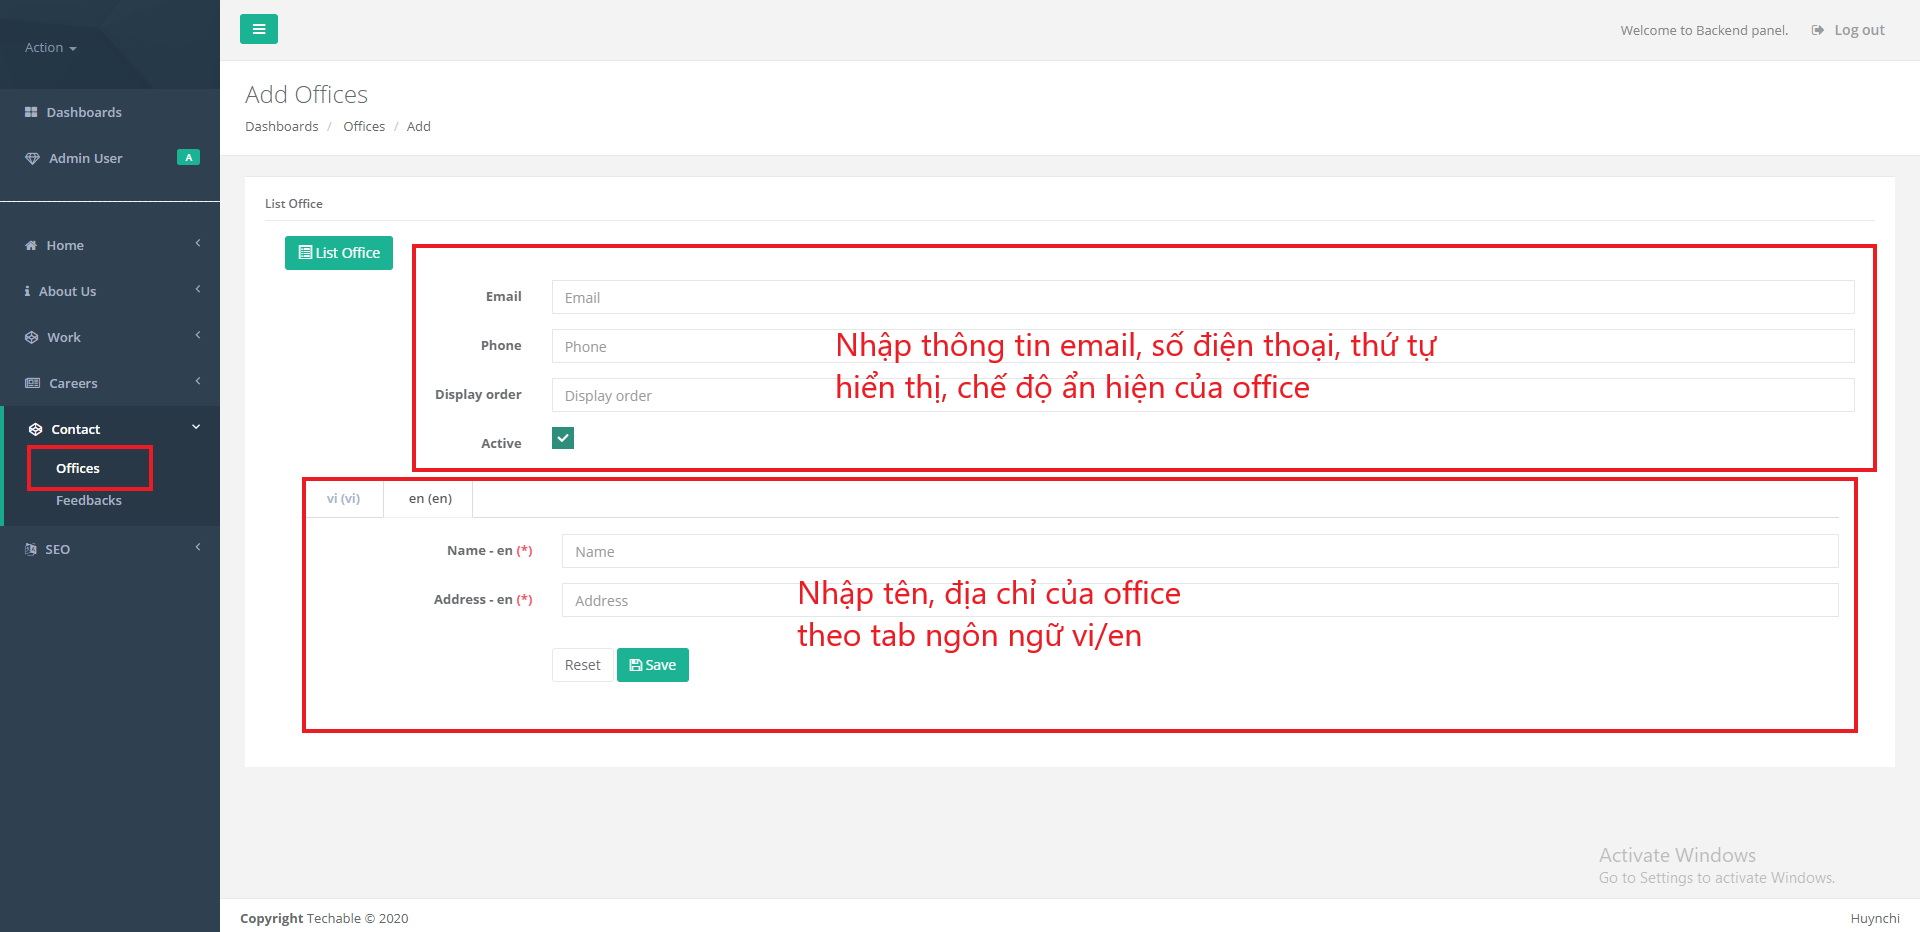 Action
Welcome to Backend panel.
Log out
Dashboards
Admin User
A
Home
About Us
Work
Careers
Contact
Offices
Feedbacks
SEO
Add Offices
Dashboards / Offices / Add
List Office
List Office
Email
Email
Phone
Phone
Display order
Display order
Active
Nhập thông tin email, số điện thoại, thứ tự
hiển thị, chế độ ẩn hiện của office
vi (vi)
en (en)
Name - en (*)
Name
Address - en (*)
Address
Nhập tên, địa chỉ của office
theo tab ngôn ngữ vi/en
Reset
Save
Activate Windows
Go to Settings to activate Windows.
Copyright Techable © 2020
Huynchi